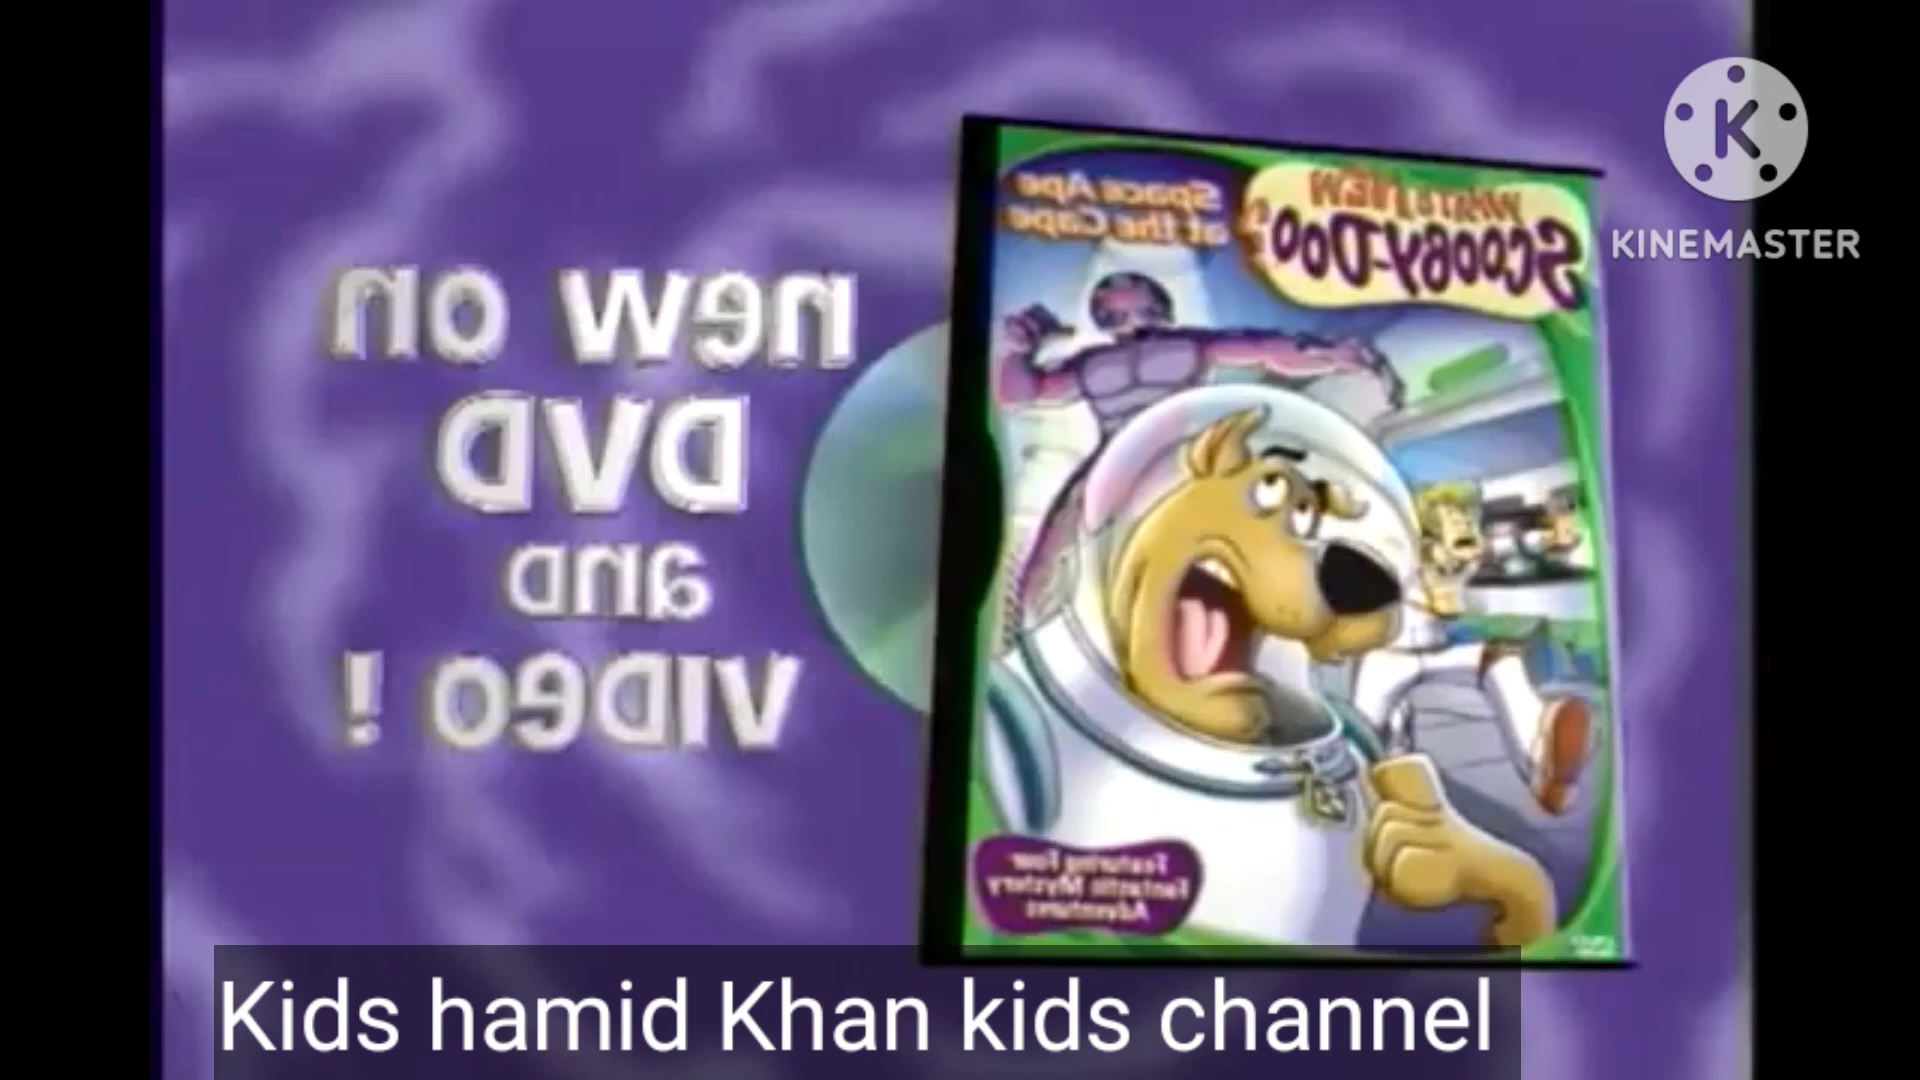 KINEMASTER
new on
DVD
and
VIDEO !
WHAT'S NEW
SCOOBY-DOO?
Space Ape
at the Cape
Featuring Four
Fantastic Mystery
Adventures
Kids hamid Khan kids channel